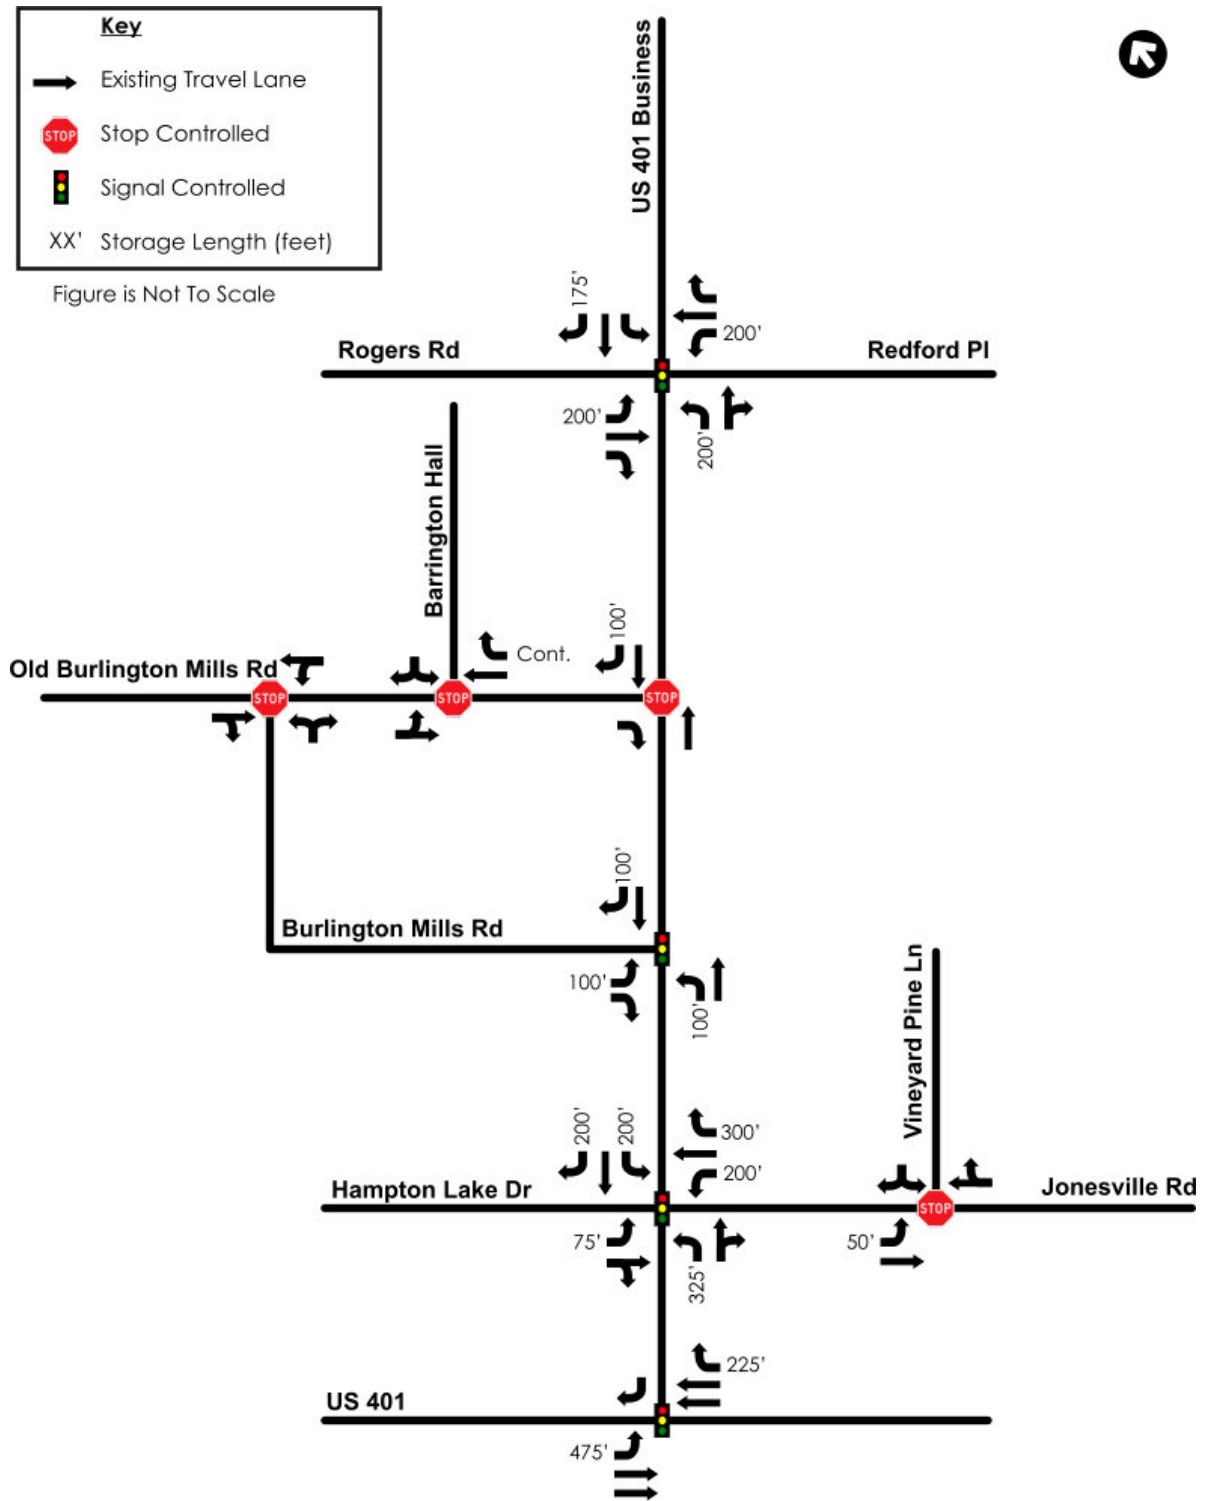 Key
Existing Travel Lane
STOP
Stop Controlled
Signal Controlled
XX' Storage Length (feet)
Figure is Not To Scale
US 401 Business
175'
200'
Rogers Rd
Redford Pl
200'
200'
Barrington Hall
100'
Cont.
Old Burlington Mills Rd
STOP
STOP
STOP
100'
Burlington Mills Rd
100'
100'
Vineyard Pine Ln
200'
200'
300'
200'
Hampton Lake Dr
Jonesville Rd
STOP
75'
325'
50'
225'
US 401
475'